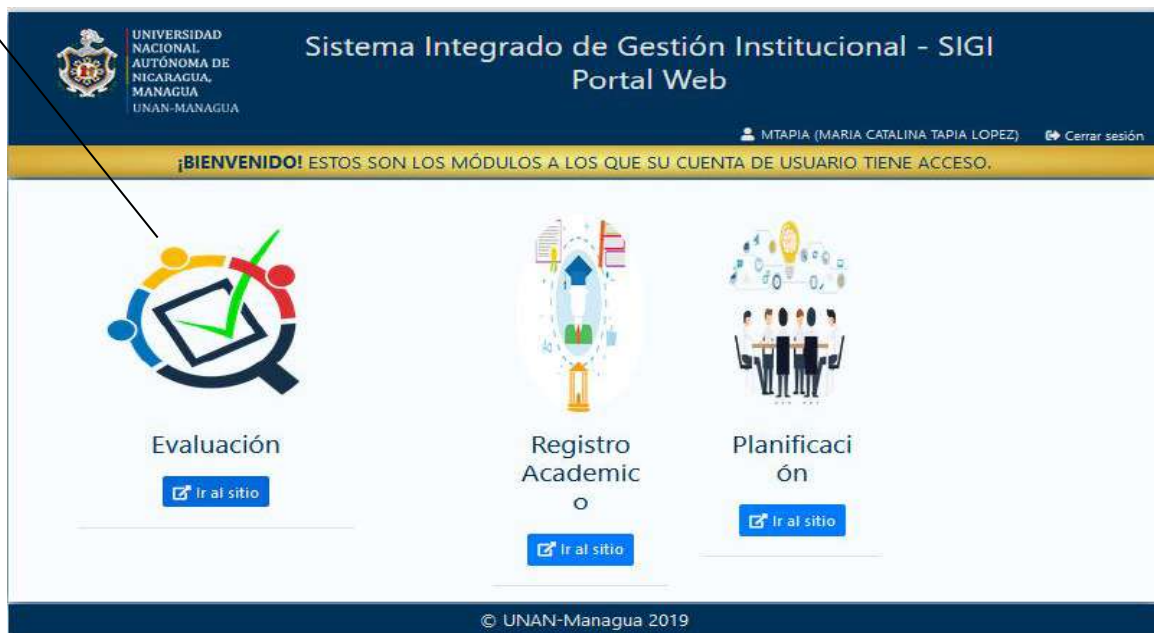 UNIVERSIDAD
NACIONAL
AUTÓNOMA DE
NICARAGUA,
MANAGUA
UNAN-MANAGUA
Sistema Integrado de Gestión Institucional - SIGI
Portal Web
MTAPIA (MARIA CATALINA TAPIA LOPEZ) Cerrar sesión
¡BIENVENIDO! ESTOS SON LOS MÓDULOS A LOS QUE SU CUENTA DE USUARIO TIENE ACCESO.
Evaluación
Ir al sitio
Registro
Academic
o
Ir al sitio
Planificaci
ón
Ir al sitio
© UNAN-Managua 2019